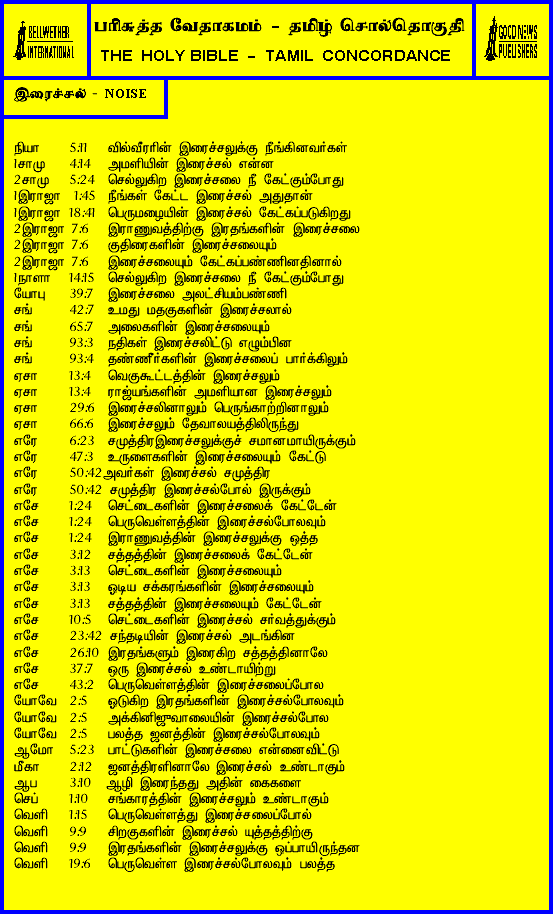 BELLWETHER
INTERNATIONAL
பரிசுத்த வேதாகமம் - தமிழ் சொல்தொகுதி
THE HOLY BIBLE - TAMIL CONCORDANCE
GOOD NEWS
PUBLISHERS
இரைச்சல் - NOISE
நியா 5:11 வில்வீரரின் இரைச்சலுக்கு நீங்கினவர்கள்
1சாமு 4:14 அமளியின் இரைச்சல் என்ன
2சாமு 5:24 செல்லுகிற இரைச்சலை நீ கேட்கும்போது
1இராஜா 1:45 நீங்கள் கேட்ட இரைச்சல் அதுதான்
1இராஜா 18:41 பெருமழையின் இரைச்சல் கேட்கப்படுகிறது
2இராஜா 7:6 இராணுவத்திற்கு இரதங்களின் இரைச்சலை
2இராஜா 7:6 குதிரைகளின் இரைச்சலையும்
2இராஜா 7:6 இரைச்சலையும் கேட்கப்பண்ணினதினால்
1நாளா 14:15 செல்லுகிற இரைச்சலை நீ கேட்கும்போது
யோபு 39:7 இரைச்சலை அலட்சியம்பண்ணி
சங் 42:7 உமது மதகுகளின் இரைச்சலால்
சங் 65:7 அலைகளின் இரைச்சலையும்
சங் 93:3 நதிகள் இரைச்சலிட்டு எழும்பின
சங் 93:4 தண்ணீர்களின் இரைச்சலைப் பார்க்கிலும்
ஏசா 13:4 வெகுகூட்டத்தின் இரைச்சலும்
ஏசா 13:4 ராஜ்யங்களின் அமளியான இரைச்சலும்
ஏசா 29:6 இரைச்சலினாலும் பெருங்காற்றினாலும்
ஏசா 66:6 இரைச்சலும் தேவாலயத்திலிருந்து
எரே 6:23 சமுத்திரஇரைச்சலுக்குச் சமானமாயிருக்கும்
எரே 47:3 உருளைகளின் இரைச்சலையும் கேட்டு
எரே 50:42 அவர்கள் இரைச்சல் சமுத்திர
எரே 50:42 சமுத்திர இரைச்சல்போல் இருக்கும்
எசே 1:24 செட்டைகளின் இரைச்சலைக் கேட்டேன்
எசே 1:24 பெருவெள்ளத்தின் இரைச்சல்போலவும்
எசே 1:24 இராணுவத்தின் இரைச்சலுக்கு ஒத்த
எசே 3:12 சத்தத்தின் இரைச்சலைக் கேட்டேன்
எசே 3:13 செட்டைகளின் இரைச்சலையும்
எசே 3:13 ஓடிய சக்கரங்களின் இரைச்சலையும்
எசே 3:13 சத்தத்தின் இரைச்சலையும் கேட்டேன்
எசே 10:5 செட்டைகளின் இரைச்சல் சர்வத்துக்கும்
எசே 23:42 சந்தடியின் இரைச்சல் அடங்கின
எசே 26:10 இரதங்களும் இரைகிற சத்தத்தினாலே
எசே 37:7 ஒரு இரைச்சல் உண்டாயிற்று
எசே 43:2 பெருவெள்ளத்தின் இரைச்சலைப்போல
யோவே 2:5 ஓடுகிற இரதங்களின் இரைச்சல்போலவும்
யோவே 2:5 அக்கினிஜுவாலையின் இரைச்சல்போல
யோவே 2:5 பலத்த ஜனத்தின் இரைச்சல்போலவும்
ஆமோ 5:23 பாட்டுகளின் இரைச்சலை என்னைவிட்டு
மீகா 2:12 ஜனத்திரளினாலே இரைச்சல் உண்டாகும்
ஆப 3:10 ஆழி இரைந்தது அதின் கைகளை
செப் 1:10 சங்காரத்தின் இரைச்சலும் உண்டாகும்
வெளி 1:15 பெருவெள்ளத்து இரைச்சலைப்போல்
வெளி 9:9 சிறகுகளின் இரைச்சல் யுத்தத்திற்கு
வெளி 9:9 இரதங்களின் இரைச்சலுக்கு ஒப்பாயிருந்தன
வெளி 19:6 பெருவெள்ள இரைச்சல்போலவும் பலத்த